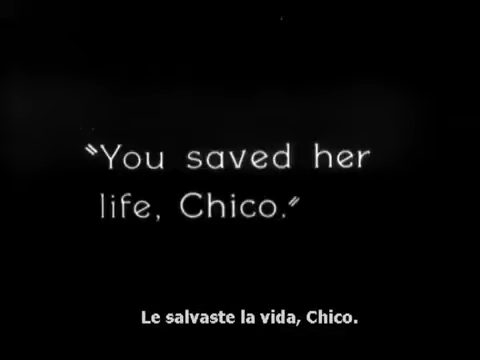 "You saved her
life, Chico."
Le salvaste la vida, Chico.